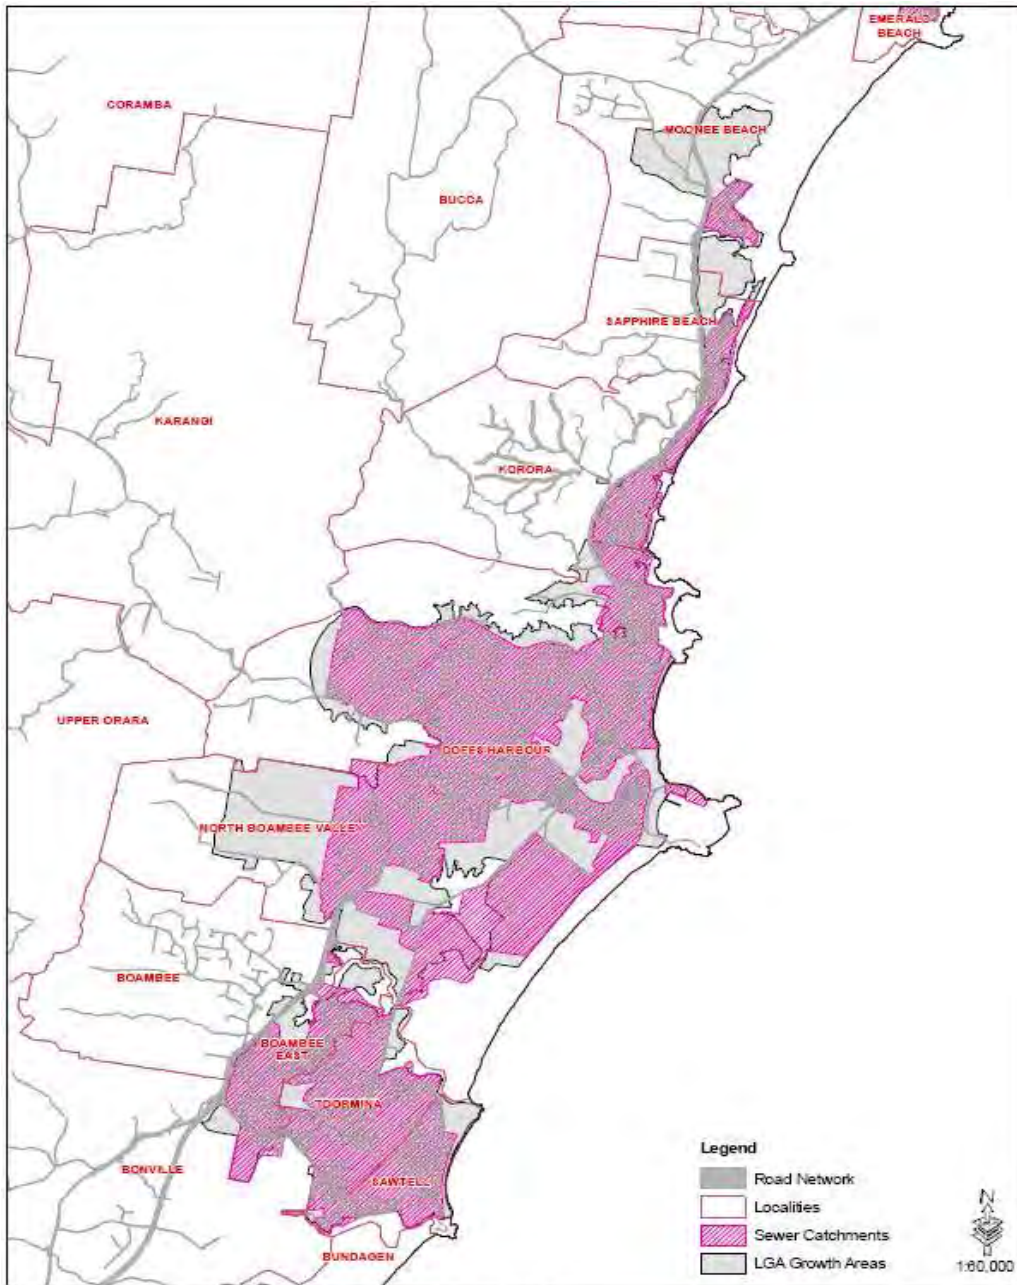 EMERALD
BEACH
CORAMBA
MOONEE BEACH
BUCCA
SAPPHIRE BEACH
KARANGI
KORORA
UPPER ORARA
COFFS HARBOUR
NORTH BOAMBEE VALLEY
BOAMBEE
BOAMBEE
EAST
TOORMINA
BONVILLE
SAWTELL
BUNDAGEN
Legend
Road Network
Localities
Sewer Catchments
LGA Growth Areas
N
1:60,000